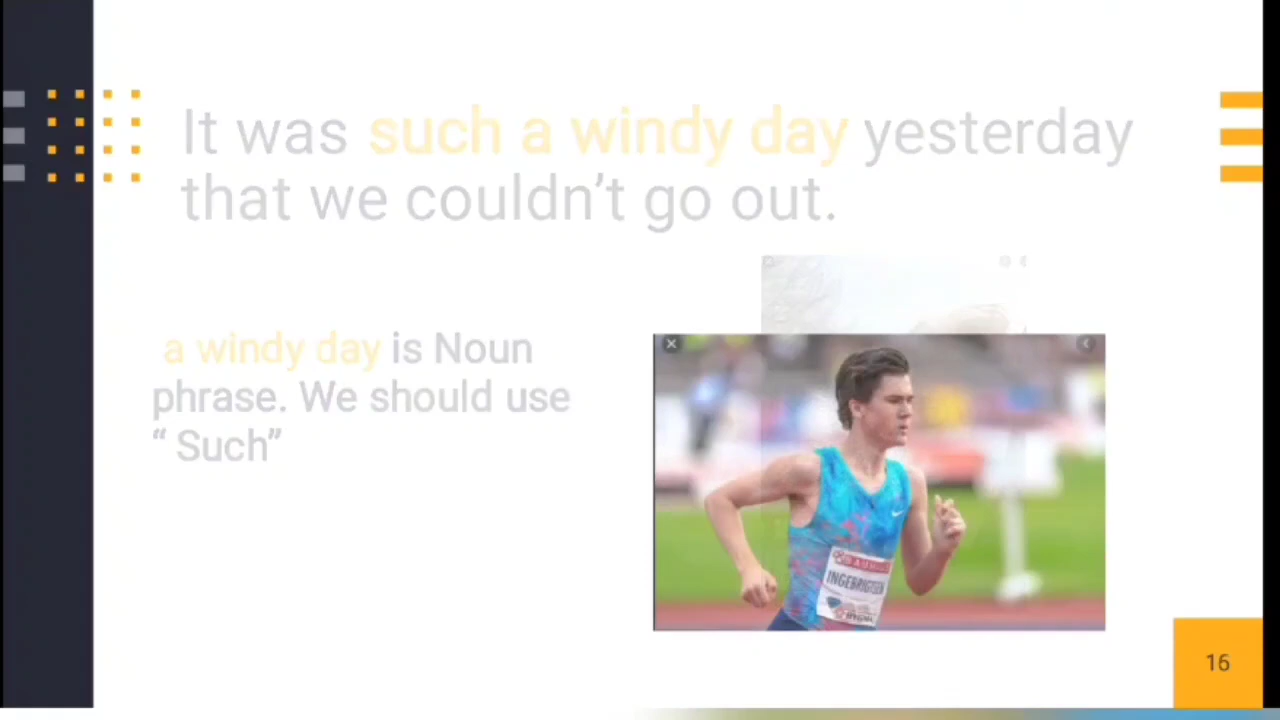 It was such a windy day yesterday
that we couldn’t go out.
a windy day is Noun
phrase. We should use
“ Such”
INGEBRIGTSEN
16